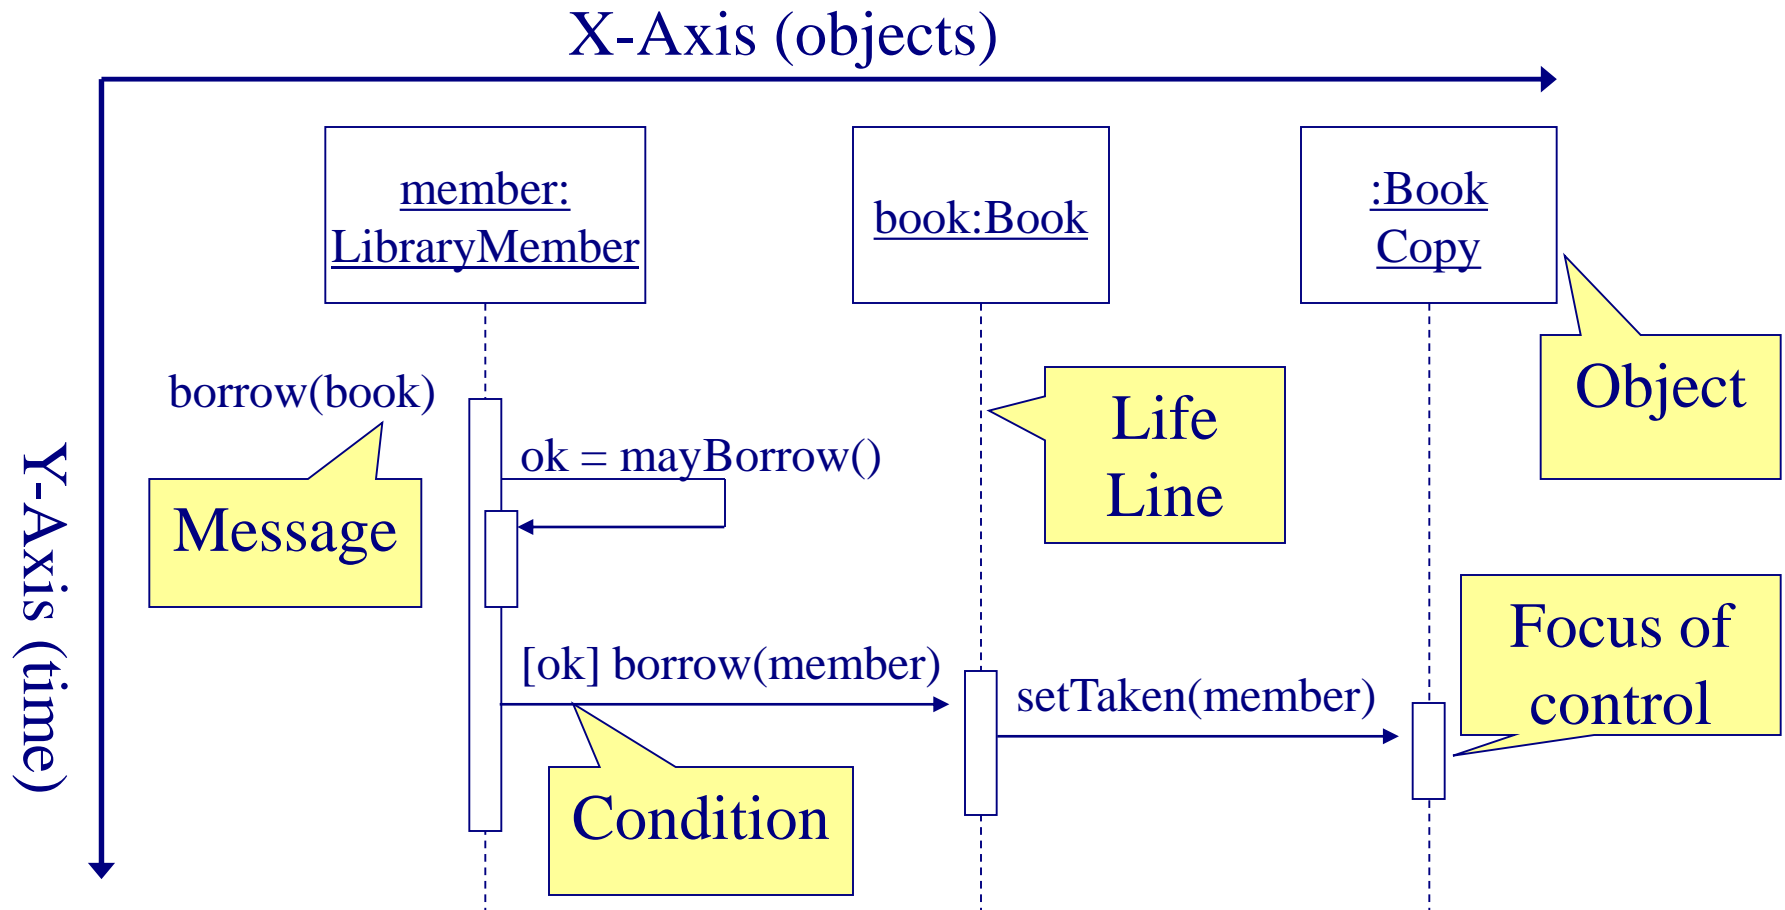 X-Axis (objects)
member:
LibraryMember
book:Book
:Book
Copy
Object
borrow(book)
Life
Line
ok = mayBorrow()
Message
Y-Axis (time)
Focus of
control
[ok] borrow(member)
setTaken(member)
Condition